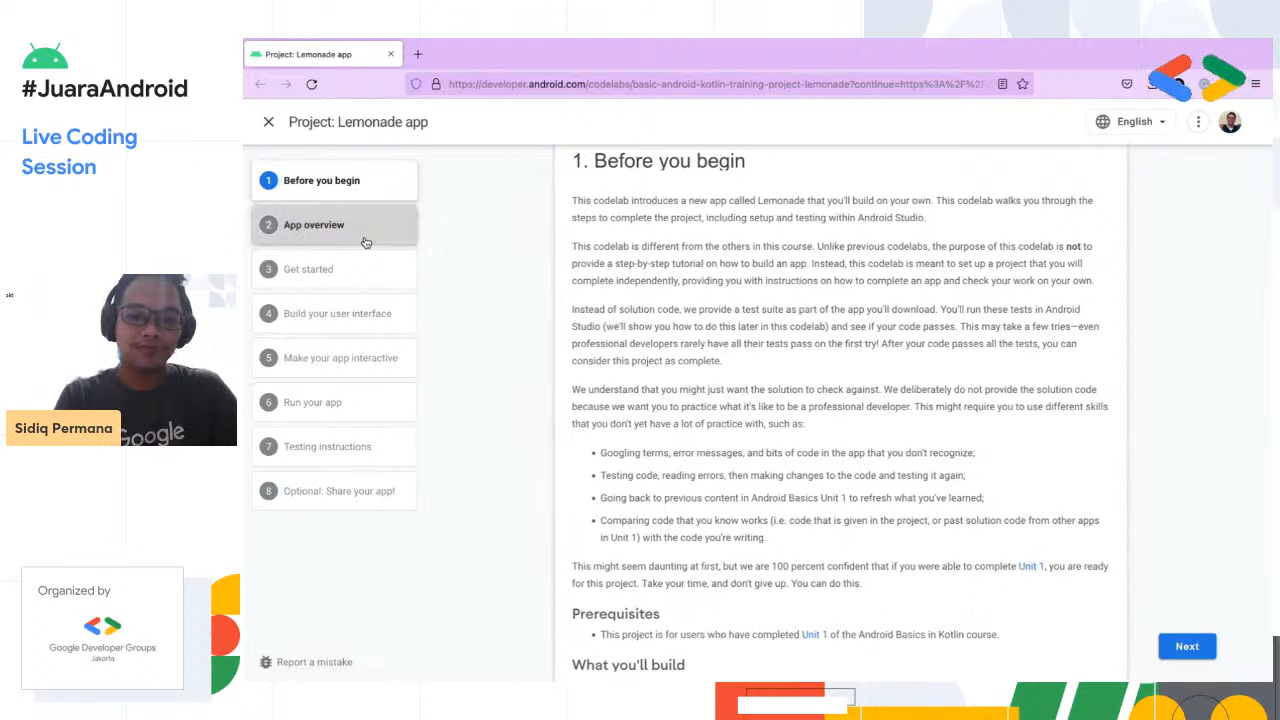 #JuaraAndroid
Live Coding
Session
Sidiq Permana
Google
Organized by
Google Developer Groups
Jakarta
Project: Lemonade app
https://developer.android.com/codelabs/basic-android-kotlin-training-project-lemonade?continue=https%3A%2F%2F
Project: Lemonade app
English
1 Before you begin
2 App overview
3 Get started
4 Build your user interface
5 Make your app interactive
6 Run your app
7 Testing instructions
8 Optional: Share your app!
Report a mistake
1. Before you begin
This codelab introduces a new app called Lemonade that you'll build on your own. This codelab walks you through the
steps to complete the project, including setup and testing within Android Studio.
This codelab is different from the others in this course. Unlike previous codelabs, the purpose of this codelab is not to
provide a step-by-step tutorial on how to build an app. Instead, this codelab is meant to set up a project that you will
complete independently, providing you with instructions on how to complete an app and check your work on your own.
Instead of solution code, we provide a test suite as part of the app you'll download. You'll run these tests in Android
Studio (we'll show you how to do this later in this codelab) and see if your code passes. This may take a few tries—even
professional developers rarely have all their tests pass on the first try! After your code passes all the tests, you can
consider this project as complete.
We understand that you might just want the solution to check against. We deliberately do not provide the solution code
because we want you to practice what it's like to be a professional developer. This might require you to use different skills
that you don't yet have a lot of practice with, such as:
• Googling terms, error messages, and bits of code in the app that you don't recognize;
• Testing code, reading errors, then making changes to the code and testing it again;
• Going back to previous content in Android Basics Unit 1 to refresh what you've learned;
• Comparing code that you know works (i.e. code that is given in the project, or past solution code from other apps
in Unit 1) with the code you're writing.
This might seem daunting at first, but we are 100 percent confident that if you were able to complete Unit 1, you are ready
for this project. Take your time, and don't give up. You can do this.
Prerequisites
• This project is for users who have completed Unit 1 of the Android Basics in Kotlin course.
What you'll build
Next